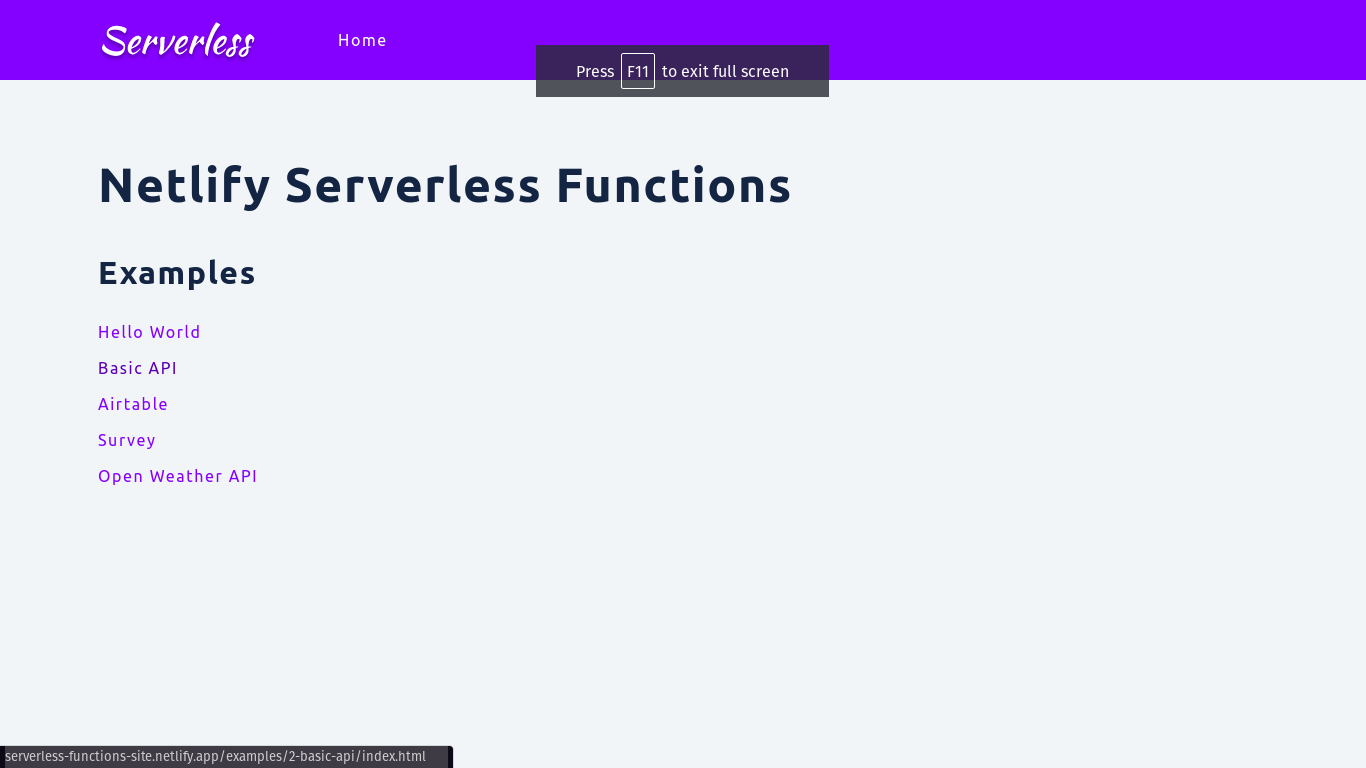 Serverless
Home
Press F11 to exit full screen
Netlify Serverless Functions
Examples
Hello World
Basic API
Airtable
Survey
Open Weather API
serverless-functions-site.netlify.app/examples/2-basic-api/index.html